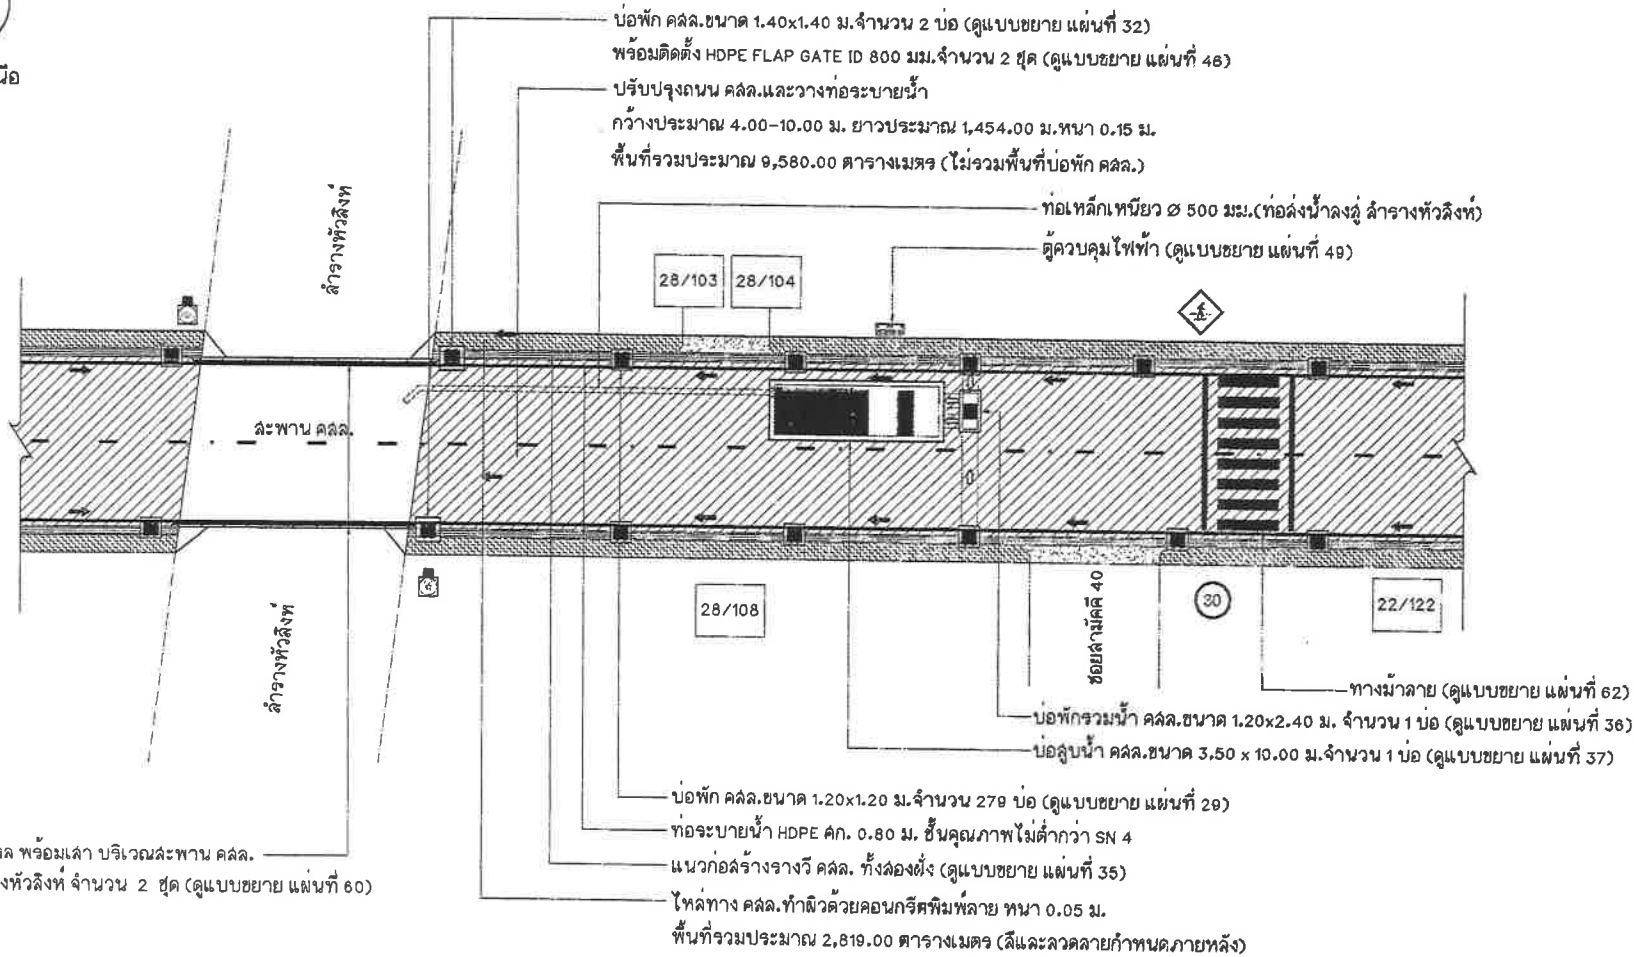 บ่อพัก คสล.ขนาด 1.40x1.40 ม.จำนวน 2 บ่อ (ดูแบบขยาย แผ่นที่ 32)
พร้อมติดตั้ง HDPE FLAP GATE ID 800 มม.จำนวน 2 ชุด (ดูแบบขยาย แผ่นที่ 46)
ปรับปรุงถนน คสล.และวางท่อระบายน้ำ
กว้างประมาณ 4.00-10.00 ม. ยาวประมาณ 1,454.00 ม.หนา 0.15 ม.
พื้นที่รวมประมาณ 9,580.00 ตารางเมตร (ไม่รวมพื้นที่บ่อพัก คสล.)
ท่อเหล็กเหนียว Ø 500 มม.(ท่อส่งน้ำลงสู่ ลำรางหัวสิงห์)
ตู้ควบคุมไฟฟ้า (ดูแบบขยาย แผ่นที่ 49)
ลำรางหัวสิงห์
28/103 28/104
สะพาน คสล.
28/108
ซอยสามัคคี 40
30
22/122
ลำรางหัวสิงห์
ทางม้าลาย (ดูแบบขยาย แผ่นที่ 62)
บ่อพักรวมน้ำ คสล.ขนาด 1.20x2.40 ม. จำนวน 1 บ่อ (ดูแบบขยาย แผ่นที่ 36)
บ่อสูบน้ำ คสล.ขนาด 3.50 x 10.00 ม.จำนวน 1 บ่อ (ดูแบบขยาย แผ่นที่ 37)
บ่อพัก คสล.ขนาด 1.20x1.20 ม.จำนวน 279 บ่อ (ดูแบบขยาย แผ่นที่ 29)
ท่อระบายน้ำ HDPE ศก. 0.80 ม. ชั้นคุณภาพไม่ต่ำกว่า SN 4
แนวก่อสร้างรางวี คสล. ทั้งสองฝั่ง (ดูแบบขยาย แผ่นที่ 35)
ไหล่ทาง คสล.ทำผิวด้วยคอนกรีตพิมพ์ลาย หนา 0.05 ม.
พื้นที่รวมประมาณ 2,819.00 ตารางเมตร (สีและลวดลายกำหนดภายหลัง)
พร้อมเสา บริเวณสะพาน คสล.
งหัวสิงห์ จำนวน 2 ชุด (ดูแบบขยาย แผ่นที่ 60)